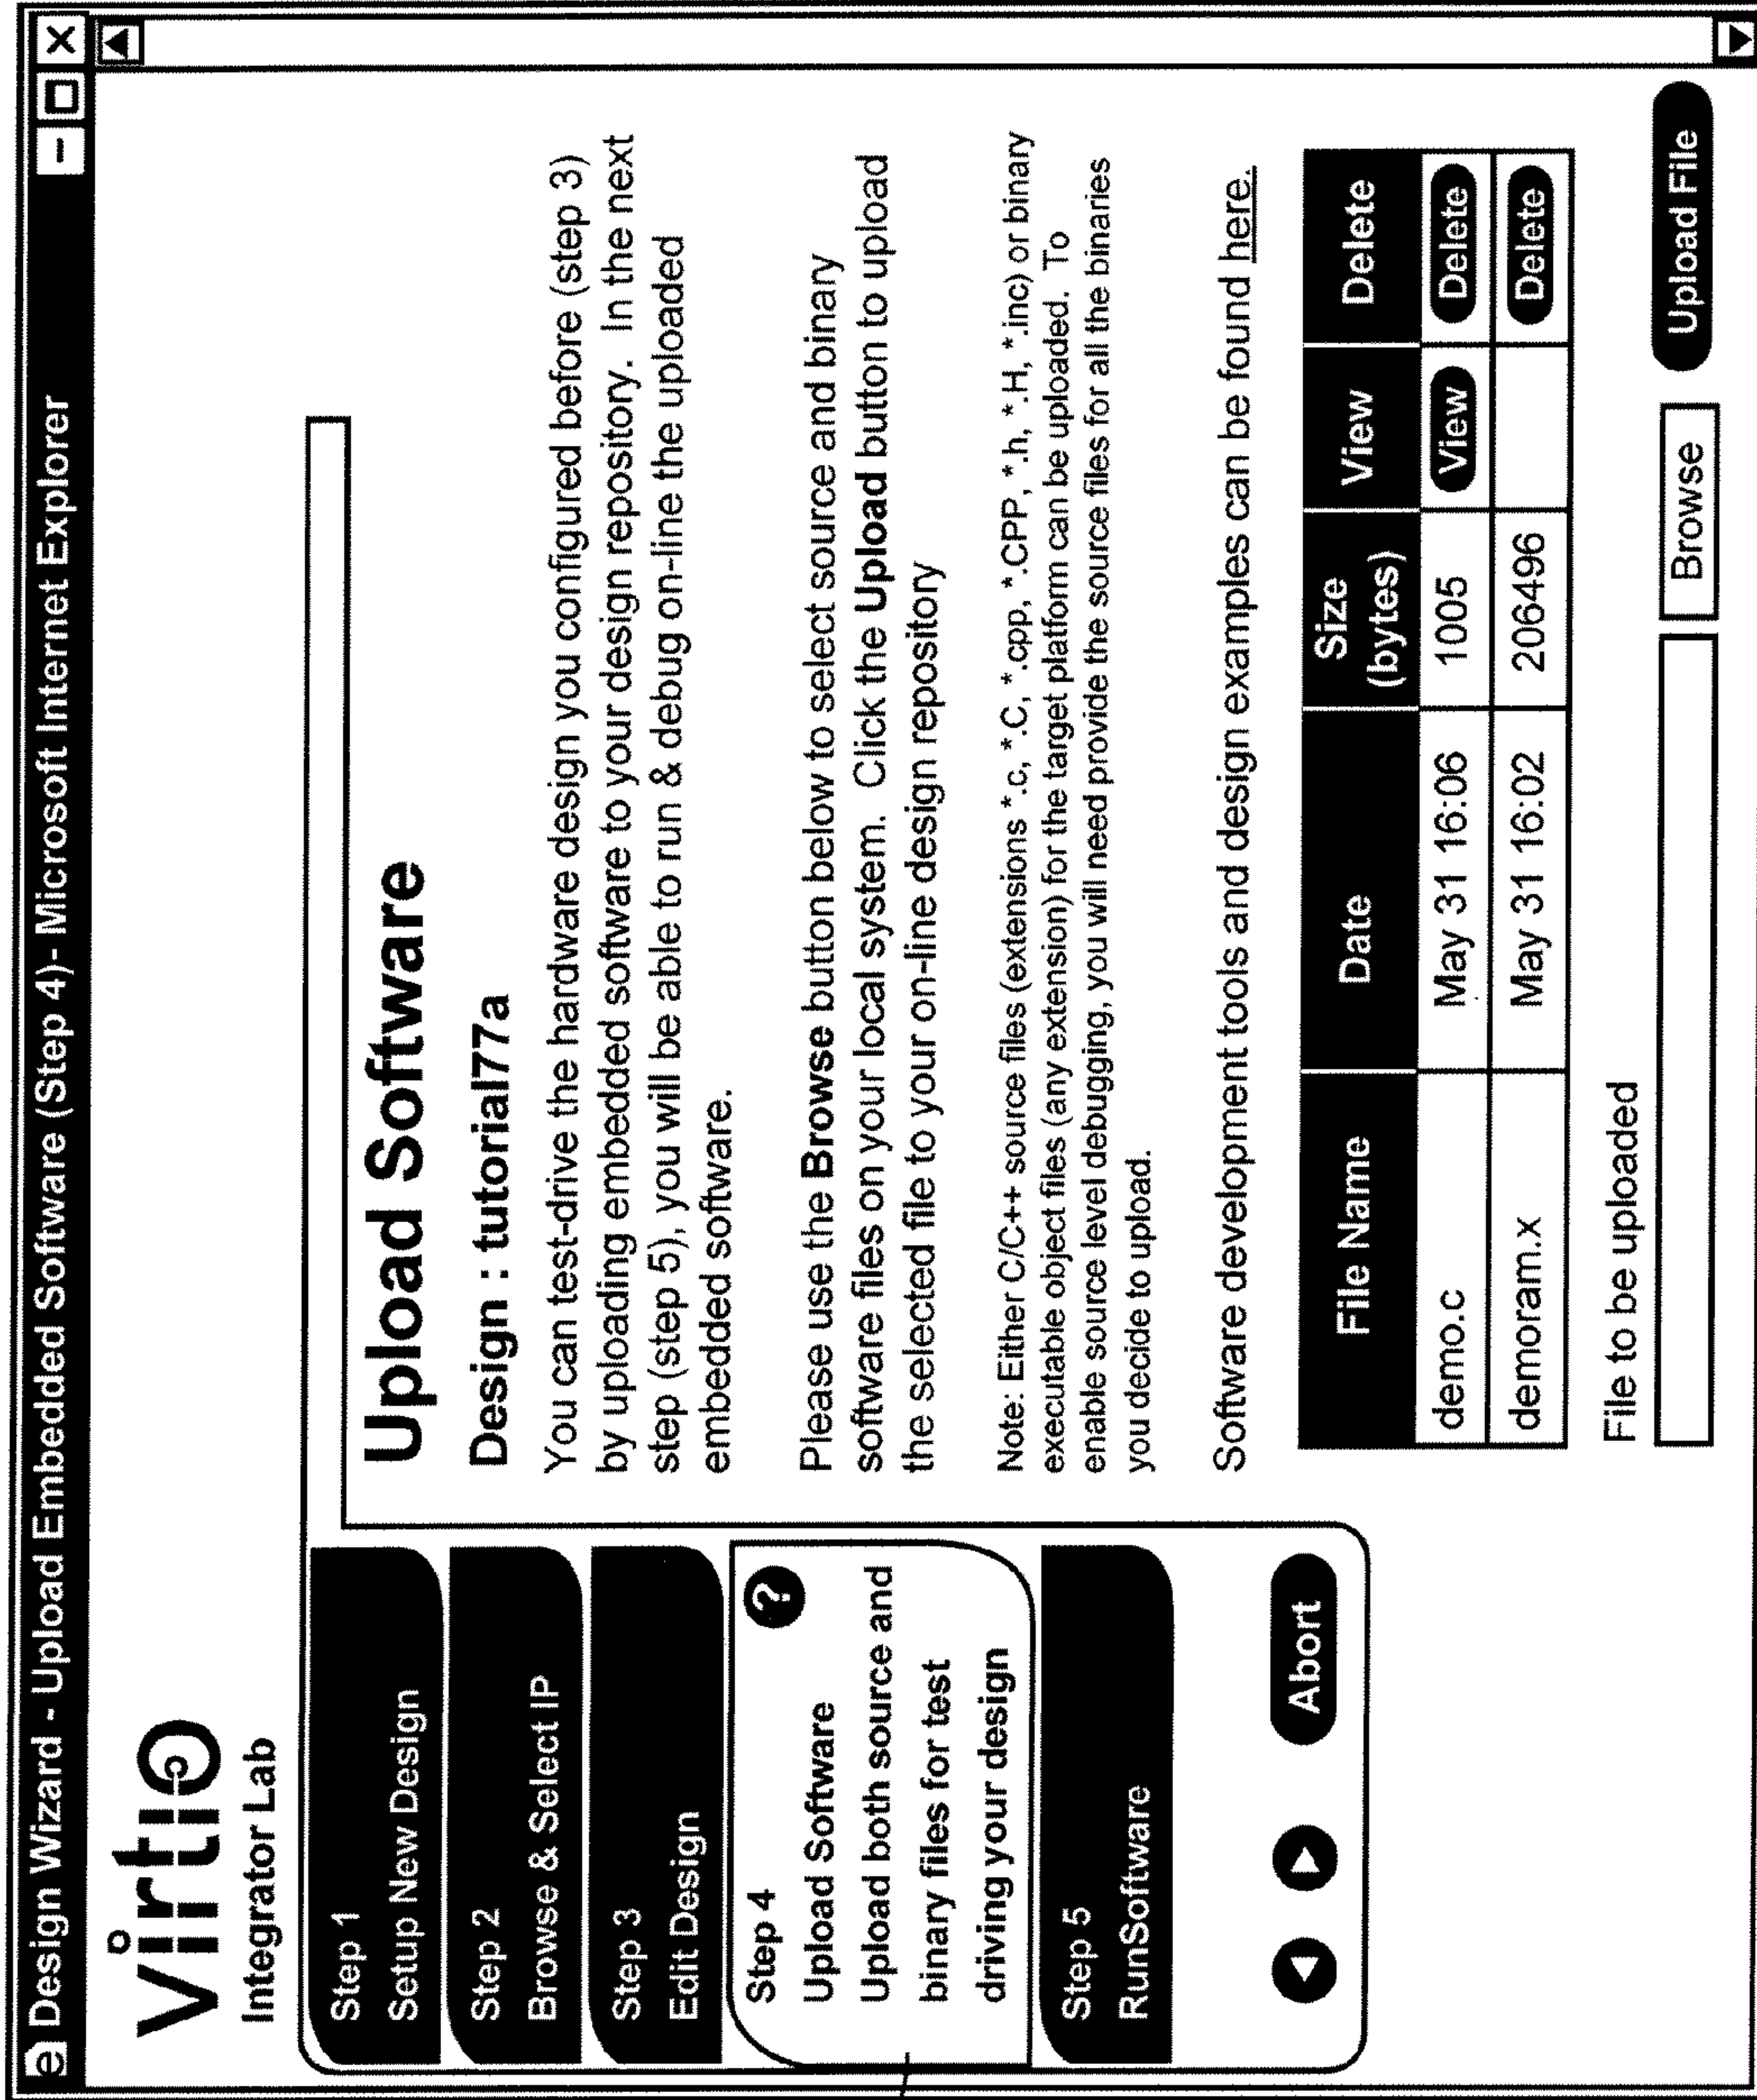 Design Wizard - Upload Embedded Software (Step 4)- Microsoft Internet Explorer
virtio
Integrator Lab
Step 1
Setup New Design
Step 2
Browse & Select IP
Step 3
Edit Design
Step 4
?
Upload Software
Upload both source and
binary files for test
driving your design
Step 5
RunSoftware
Abort
Upload Software
Design : tutorial77a
You can test-drive the hardware design you configured before (step 3)
by uploading embedded software to your design repository. In the next
step (step 5), you will be able to run & debug on-line the uploaded
embedded software.
Please use the Browse button below to select source and binary
software files on your local system. Click the Upload button to upload
the selected file to your on-line design repository
Note: Either C/C++ source files (extensions *.c, *.C, *.cpp, *.CPP, *.h, *.H, *.inc) or binary
executable object files (any extension) for the target platform can be uploaded. To
enable source level debugging, you will need provide the source files for all the binaries
you decide to upload.
Software development tools and design examples can be found here.
File Name Date Size (bytes) View Delete
demo.c May 31 16:06 1005 View Delete
demoram.x May 31 16:02 206496 Delete
File to be uploaded
Browse Upload File